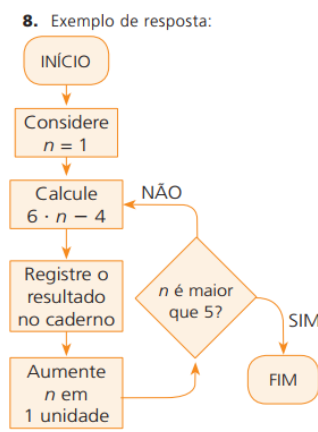 8. Exemplo de resposta:
INÍCIO
Considere
n = 1
Calcule
6 · n – 4
Registre o
resultado
no caderno
Aumente
n em
1 unidade
n é maior
que 5?
NÃO
SIM
FIM